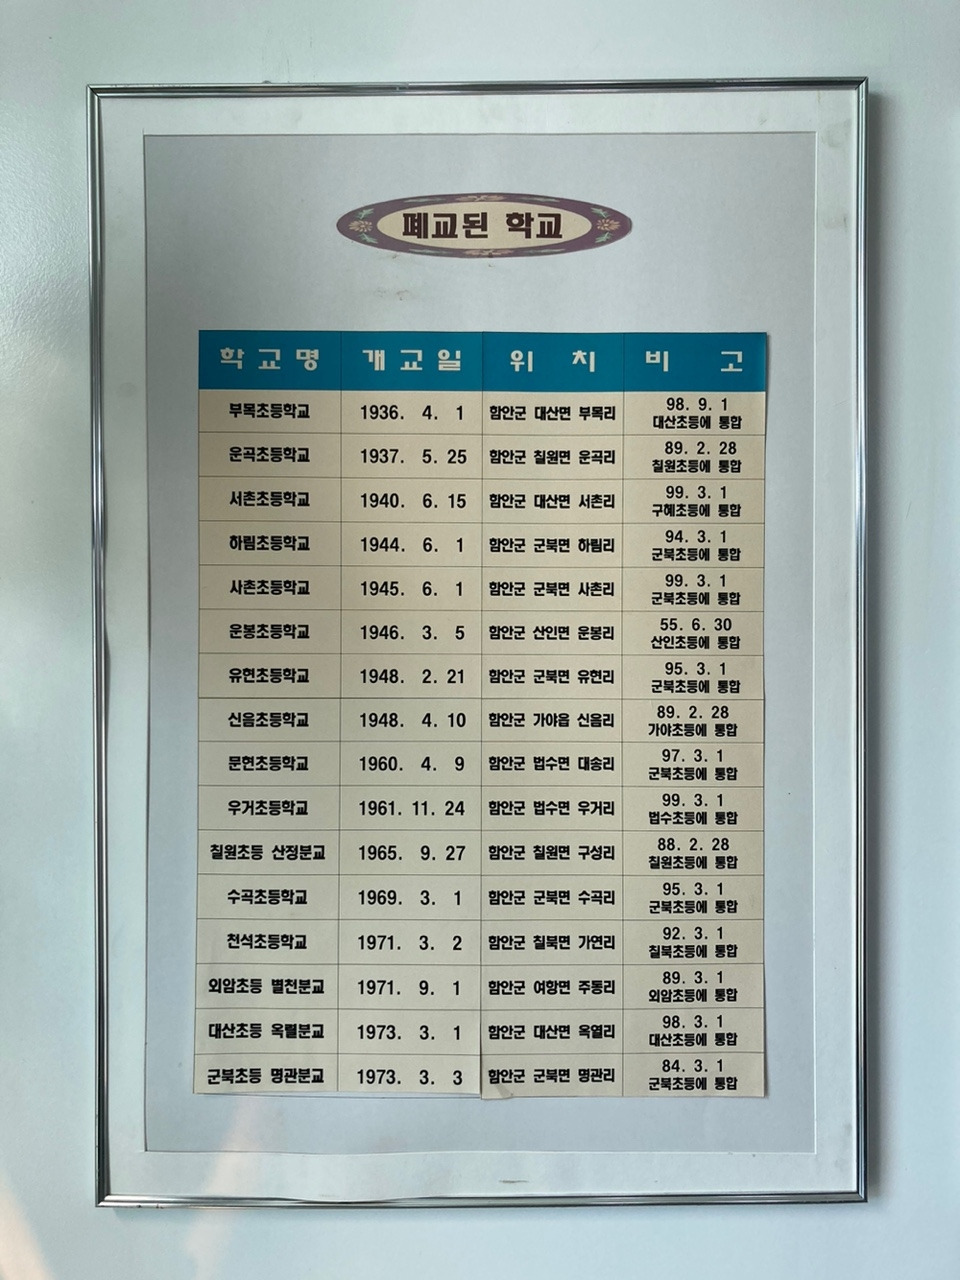 폐교된 학교
학교명 개교일 위치 비고
부목초등학교 1936. 4. 1 함안군 대산면 부목리 98. 9. 1
대산초등에 통합
운곡초등학교 1937. 5. 25 함안군 칠원면 운곡리 89. 2. 28
칠원초등에 통합
서촌초등학교 1940. 6. 15 함안군 대산면 서촌리 99. 3. 1
구혜초등에 통합
하림초등학교 1944. 6. 1 함안군 군북면 하림리 94. 3. 1
군북초등에 통합
사촌초등학교 1945. 6. 1 함안군 군북면 사촌리 99. 3. 1
군북초등에 통합
운봉초등학교 1946. 3. 5 함안군 산인면 운봉리 55. 6. 30
산인초등에 통합
유현초등학교 1948. 2. 21 함안군 군북면 유현리 95. 3. 1
군북초등에 통합
신음초등학교 1948. 4. 10 함안군 가야읍 신음리 89. 2. 28
가야초등에 통합
문현초등학교 1960. 4. 9 함안군 법수면 대송리 97. 3. 1
군북초등에 통합
우거초등학교 1961. 11. 24 함안군 법수면 우거리 99. 3. 1
법수초등에 통합
칠원초등 산정분교 1965. 9. 27 함안군 칠원면 구성리 88. 2. 28
칠원초등에 통합
수곡초등학교 1969. 3. 1 함안군 군북면 수곡리 95. 3. 1
군북초등에 통합
천석초등학교 1971. 3. 2 함안군 칠북면 가연리 92. 3. 1
칠북초등에 통합
외암초등 별천분교 1971. 9. 1 함안군 여항면 주동리 89. 3. 1
외암초등에 통합
대산초등 옥렬분교 1973. 3. 1 함안군 대산면 옥열리 98. 3. 1
대산초등에 통합
군북초등 명관분교 1973. 3. 3 함안군 군북면 명관리 84. 3. 1
군북초등에 통합